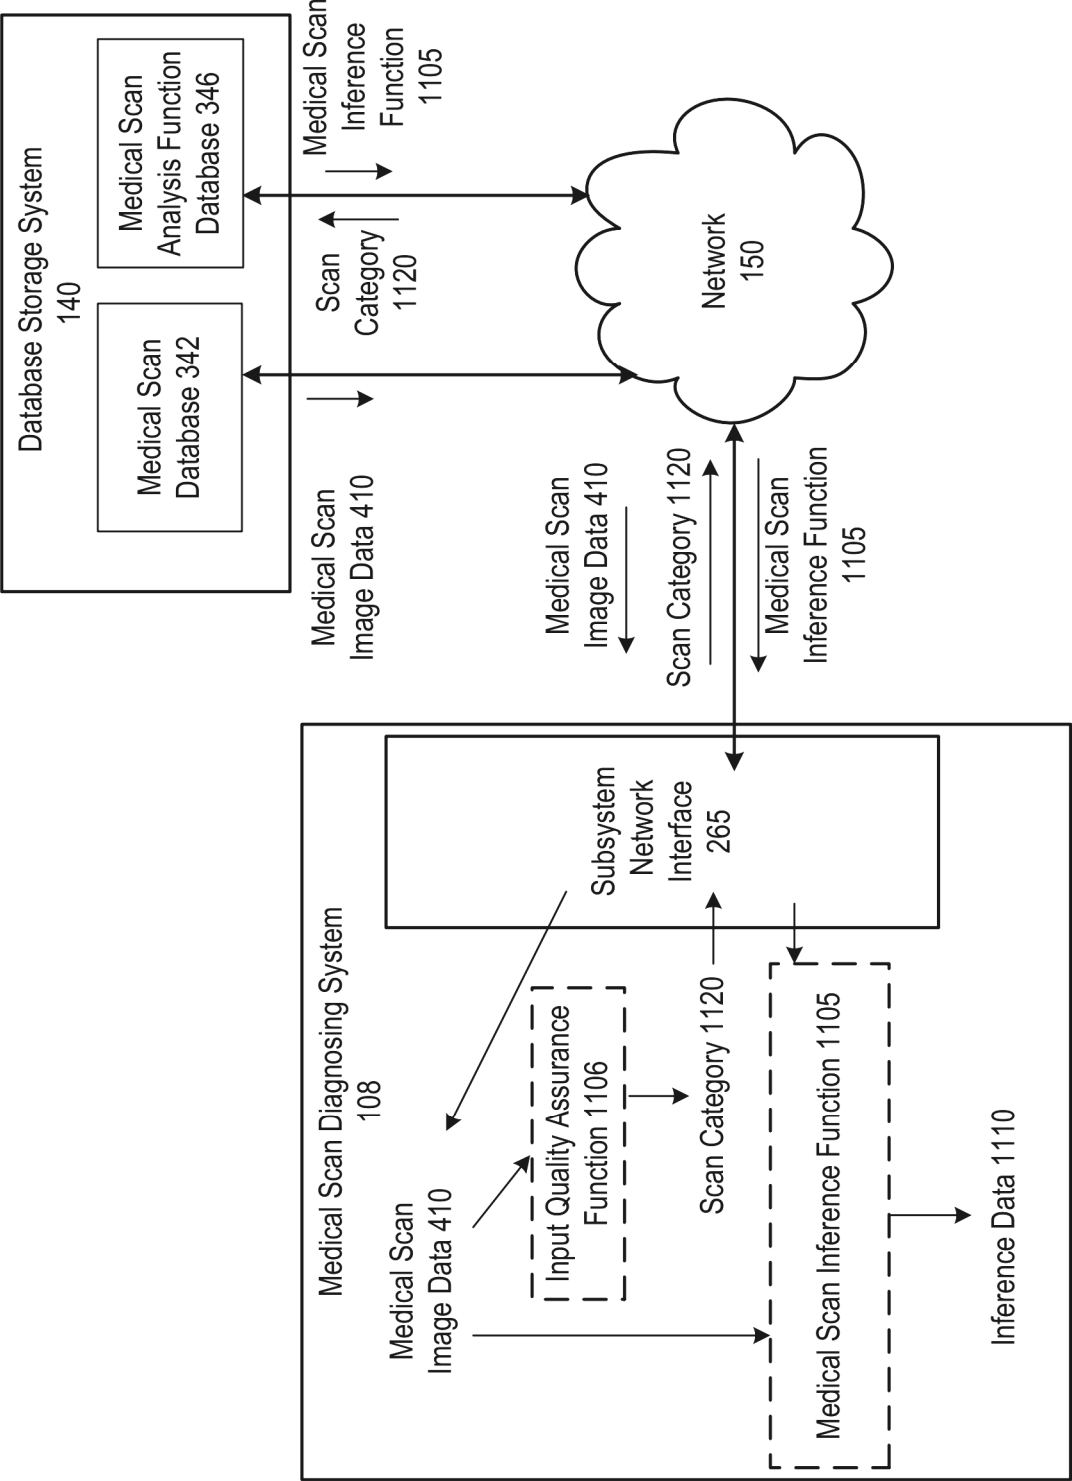 Database Storage System
140
Medical Scan
Database 342
Medical Scan
Analysis Function
Database 346
Medical Scan
Image Data 410
Scan
Category
1120
Medical Scan
Inference
Function
1105
Network
150
Medical Scan
Image Data 410
Scan Category 1120
Medical Scan
Inference Function
1105
Medical Scan Diagnosing System
108
Subsystem
Network
Interface
265
Medical Scan
Image Data 410
Input Quality Assurance
Function 1106
Scan Category 1120
Medical Scan Inference Function 1105
Inference Data 1110